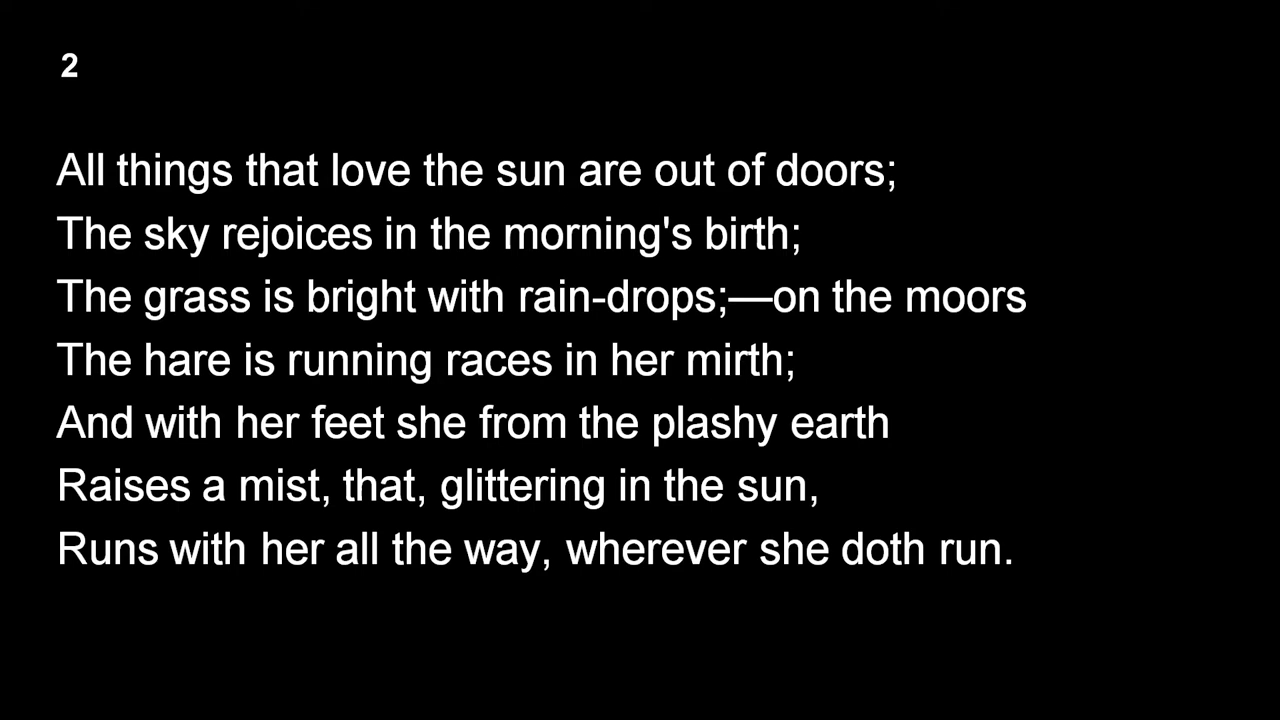 2
All things that love the sun are out of doors;
The sky rejoices in the morning's birth;
The grass is bright with rain-drops;—on the moors
The hare is running races in her mirth;
And with her feet she from the plashy earth
Raises a mist, that, glittering in the sun,
Runs with her all the way, wherever she doth run.